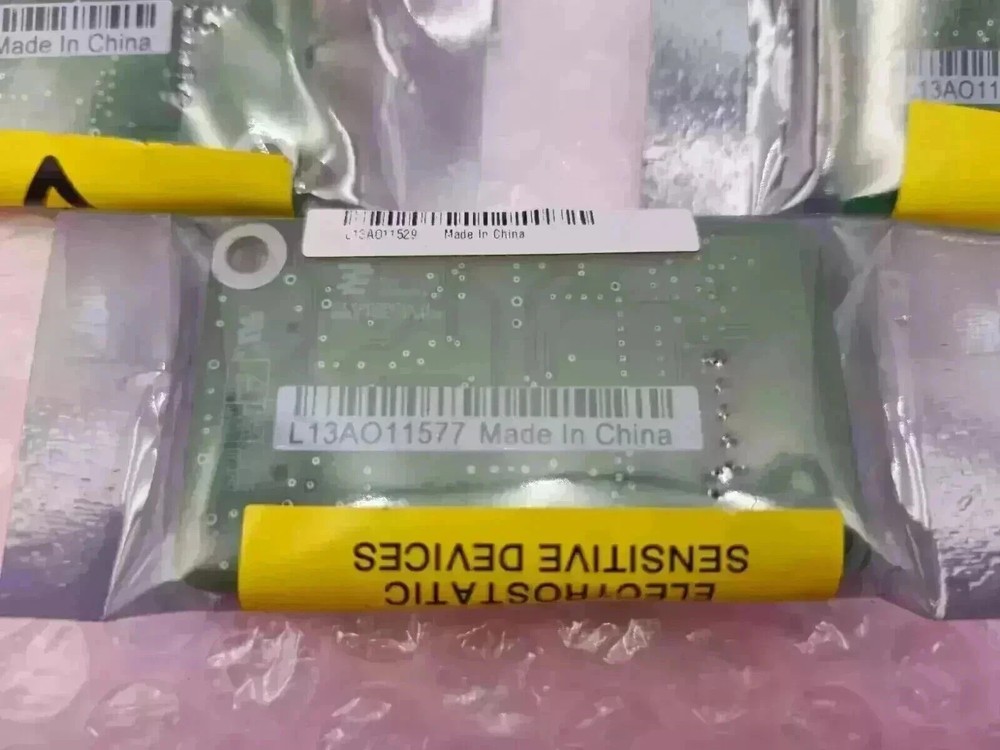 Made In China
13AO11
L13AO11529 Made In China
L13AO11577 Made In China
ELECTROSTATIC
SENSITIVE DEVICES